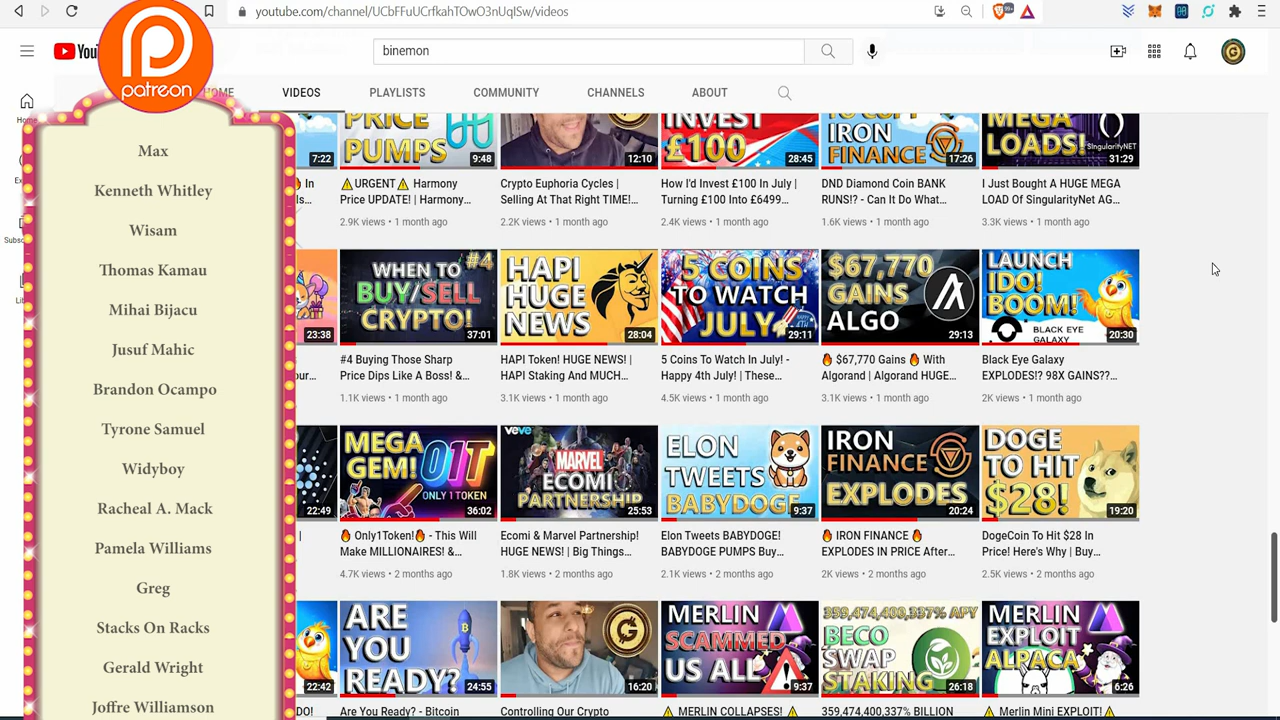 youtube.com/channel/UCbFFuUCrfkahTOwO3nUqISw/videos
99+
You
binemon
patreon
HOME
VIDEOS
PLAYLISTS
COMMUNITY
CHANNELS
ABOUT
Max
Kenneth Whitley
Wisam
Thomas Kamau
Mihai Bijacu
Jusuf Mahic
Brandon Ocampo
Tyrone Samuel
Widyboy
Racheal A. Mack
Pamela Williams
Greg
Stacks On Racks
Gerald Wright
Joffre Williamson
7:22
PRICE
PUMPS
9:48
12:10
INVEST
£100
28:45
IRON
FINANCE
17:26
MEGA
LOADS!
SingularityNET
31:29
In
⚠URGENT⚠ Harmony
Price UPDATE! | Harmony...
2.9K views • 1 month ago
Crypto Euphoria Cycles |
Selling At That Right TIME!...
2.2K views • 1 month ago
How I'd Invest £100 In July |
Turning £100 Into £6499...
2.4K views • 1 month ago
DND Diamond Coin BANK
RUNS!? - Can It Do What...
1.6K views • 1 month ago
I Just Bought A HUGE MEGA
LOAD Of SingularityNet AG...
3.3K views • 1 month ago
23:38
WHEN TO #4
BUY/SELL
CRYPTO!
37:01
HAPI
HUGE
NEWS
28:04
5 COINS
TO WATCH
JULY
29:11
$67,770
GAINS
ALGO
29:13
LAUNCH
IDO!
BOOM!
BLACK EYE
GALAXY
20:30
#4 Buying Those Sharp
Price Dips Like A Boss! &...
1.1K views • 1 month ago
HAPI Token! HUGE NEWS! |
HAPI Staking And MUCH...
3.1K views • 1 month ago
5 Coins To Watch In July! -
Happy 4th July! | These...
4.5K views • 1 month ago
🔥 $67,770 Gains 🔥 With
Algorand | Algorand HUGE...
3.1K views • 1 month ago
Black Eye Galaxy
EXPLODES!? 98X GAINS??...
2K views • 1 month ago
22:49
MEGA
GEM! 01T
ONLY 1 TOKEN
36:02
VeVe
MARVEL
ECOMI
PARTNERSHIP
25:53
ELON
TWEETS
BABYDOGE
9:37
IRON
FINANCE
EXPLODES
20:24
DOGE
TO HIT
$28!
19:20
🔥 Only1Token!🔥 - This Will
Make MILLIONAIRES! &...
4.7K views • 2 months ago
Ecomi & Marvel Partnership!
HUGE NEWS! | Big Things...
1.8K views • 2 months ago
Elon Tweets BABYDOGE!
BABYDOGE PUMPS Buy...
2.1K views • 2 months ago
🔥 IRON FINANCE 🔥
EXPLODES IN PRICE After...
2K views • 2 months ago
DogeCoin To Hit $28 In
Price! Here's Why | Buy...
2.5K views • 2 months ago
22:42
ARE
YOU
READY?
24:55
16:20
MERLIN
SCAMMED
US ALL
9:37
359,474,400,337% APY
BECO
SWAP
STAKING
26:18
MERLIN
EXPLOIT
ALPACA
6:26
Are You Ready? - Bitcoin
Controlling Our Crypto
⚠ MERLIN COLLAPSES! ⚠
359,474,400,337% BILLION
⚠ Merlin Mini EXPLOIT!⚠